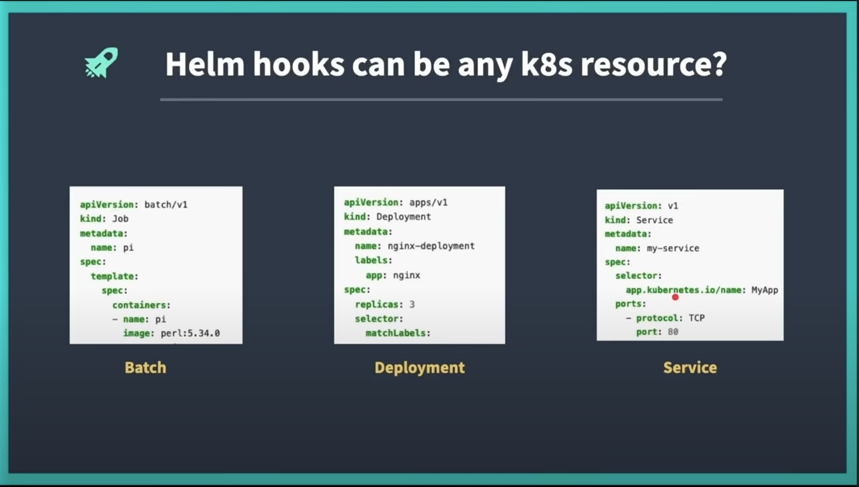 Helm hooks can be any k8s resource?
apiVersion: batch/v1
kind: Job
metadata:
  name: pi
spec:
  template:
    spec:
      containers:
      - name: pi
        image: perl:5.34.0
Batch
apiVersion: apps/v1
kind: Deployment
metadata:
  name: nginx-deployment
  labels:
    app: nginx
spec:
  replicas: 3
  selector:
    matchLabels:
Deployment
apiVersion: v1
kind: Service
metadata:
  name: my-service
spec:
  selector:
    app.kubernetes.io/name: MyApp
  ports:
    - protocol: TCP
      port: 80
Service